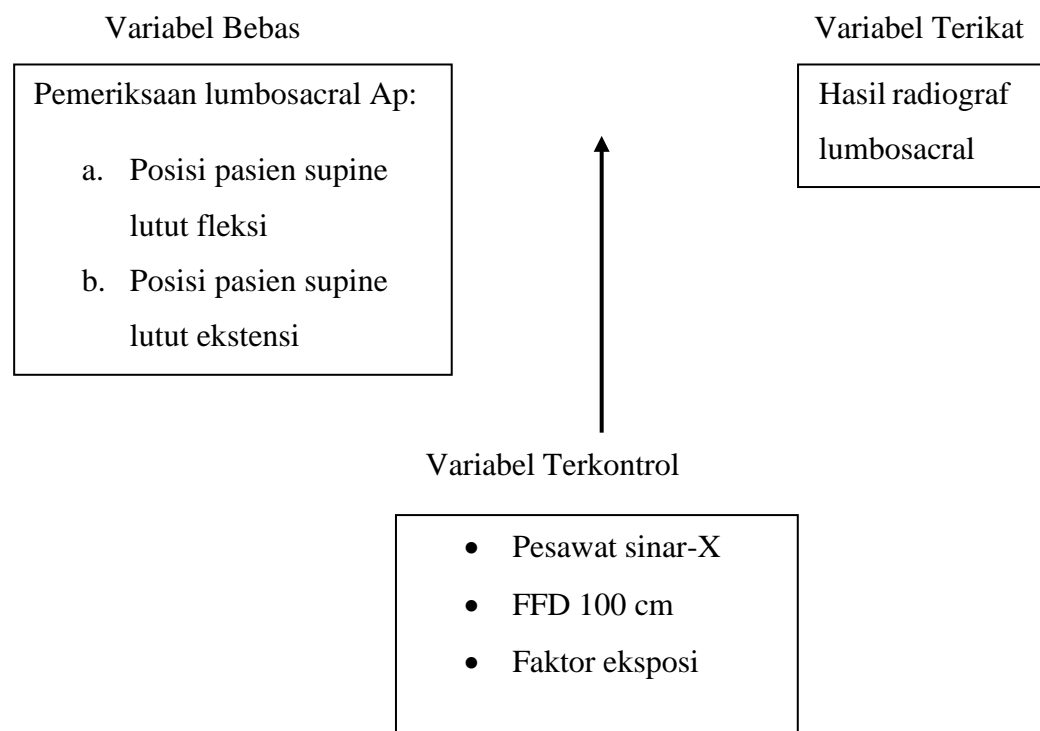 Variabel Bebas
Pemeriksaan lumbosacral Ap:
a. Posisi pasien supine
lutut fleksi
b. Posisi pasien supine
lutut ekstensi
Variabel Terikat
Hasil radiograf
lumbosacral
Variabel Terkontrol
• Pesawat sinar-X
• FFD 100 cm
• Faktor eksposi